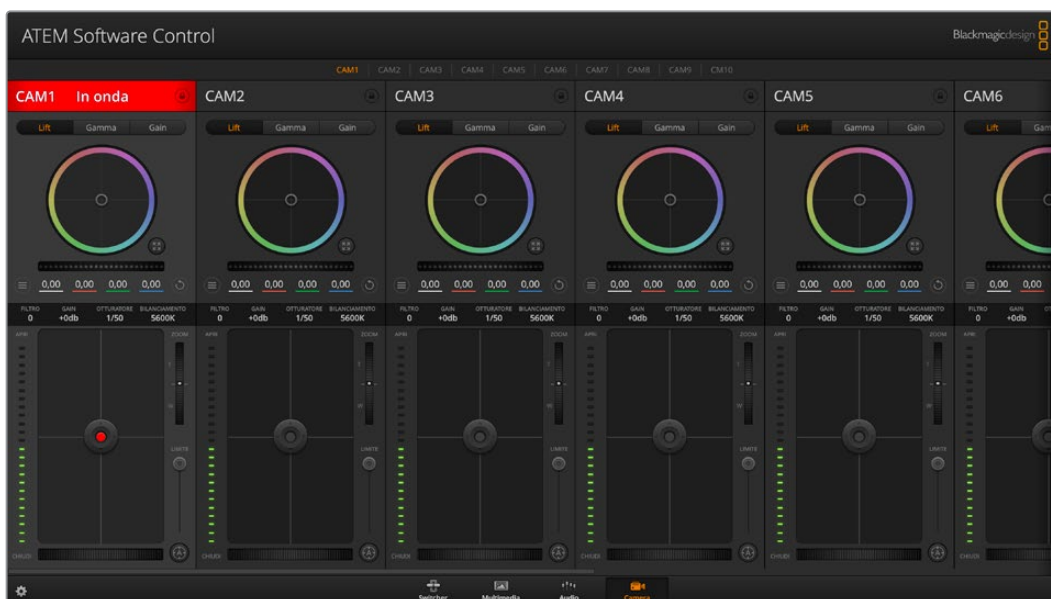 ATEM Software Control Blackmagicdesign
CAM1 CAM2 CAM3 CAM4 CAM5 CAM6 CAM7 CAM8 CAM9 CM10
CAM1 In onda CAM2 CAM3 CAM4 CAM5 CAM6
Lift Gamma Gain Lift Gamma Gain Lift Gamma Gain Lift Gamma Gain Lift Gamma Gain Lift Gam
0,00 0,00 0,00 0,00 0,00 0,00 0,00 0,00 0,00 0,00 0,00 0,00 0,00 0,00 0,00 0,00 0,00 0,00 0,00 0,00 0,00 0,00
FILTRO GAIN OTTURATORE BILANCIAMENTO FILTRO GAIN OTTURATORE BILANCIAMENTO FILTRO GAIN OTTURATORE BILANCIAMENTO FILTRO GAIN OTTURATORE BILANCIAMENTO FILTRO GAIN OTTURATORE BILANCIAMENTO FILTRO GAIN
0 +0db 1/50 5600K 0 +0db 1/50 5600K 0 +0db 1/50 5600K 0 +0db 1/50 5600K 0 +0db 1/50 5600K 0 +0db
APRI ZOOM APRI ZOOM APRI ZOOM APRI ZOOM APRI ZOOM APRI
T T T T T
W W W W W
LIMITE LIMITE LIMITE LIMITE LIMITE
CHIUDI A CHIUDI A CHIUDI A CHIUDI A CHIUDI A CHIUDI
Switcher Multimedia Audio Camera